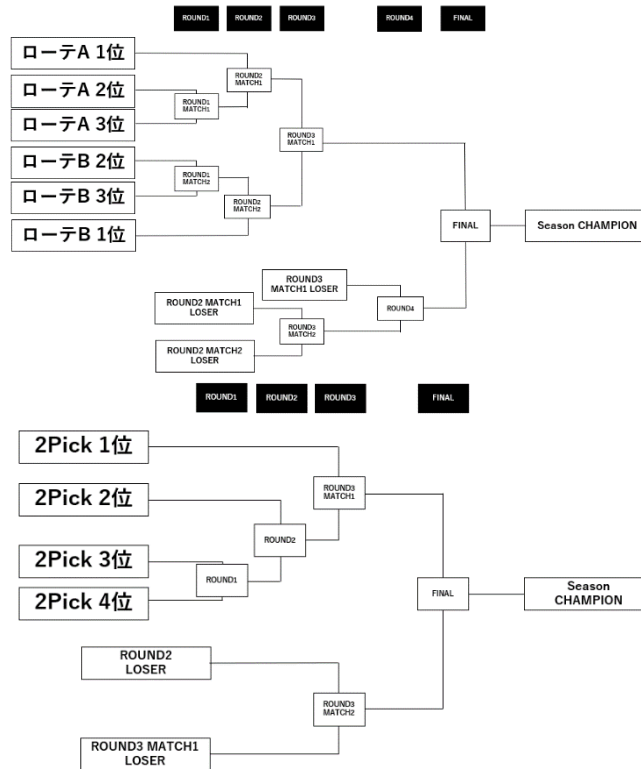 ROUND1
ROUND2
ROUND3
ROUND4
FINAL
ローテA 1位
ローテA 2位
ローテA 3位
ローテB 2位
ローテB 3位
ローテB 1位
ROUND2
MATCH1
ROUND1
MATCH1
ROUND1
MATCH2
ROUND2
MATCH2
ROUND3
MATCH1
FINAL
Season CHAMPION
ROUND3
MATCH1 LOSER
ROUND2 MATCH1
LOSER
ROUND2 MATCH2
LOSER
ROUND3
MATCH2
ROUND4
ROUND1
ROUND2
ROUND3
FINAL
2Pick 1位
2Pick 2位
2Pick 3位
2Pick 4位
ROUND3
MATCH1
ROUND2
ROUND1
FINAL
Season
CHAMPION
ROUND2
LOSER
ROUND3
MATCH2
ROUND3 MATCH1
LOSER